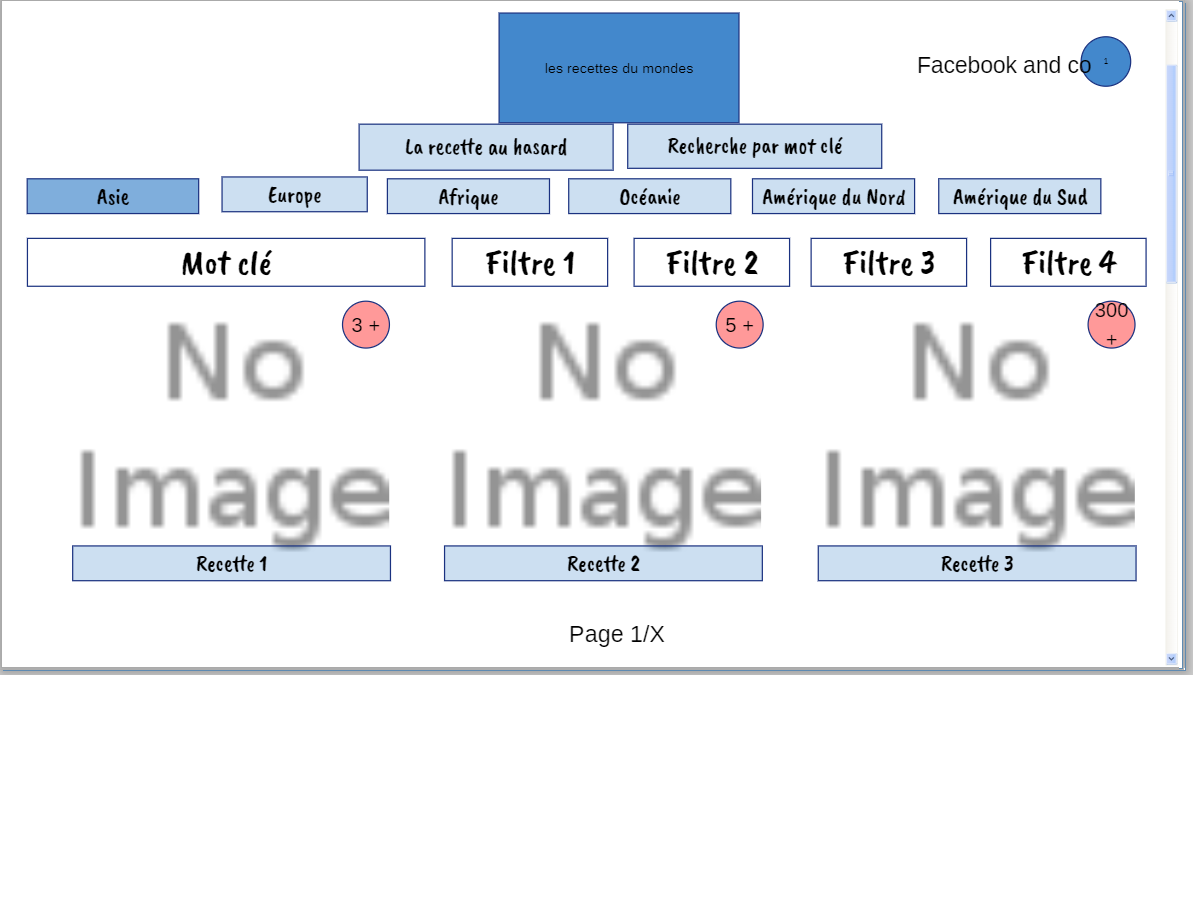 les recettes du mondes
Facebook and co
1
La recette au hasard
Recherche par mot clé
Asie
Europe
Afrique
Océanie
Amérique du Nord
Amérique du Sud
Mot clé
Filtre 1
Filtre 2
Filtre 3
Filtre 4
3 +
5 +
300
+
No
Image
No
Image
No
Image
Recette 1
Recette 2
Recette 3
Page 1/X